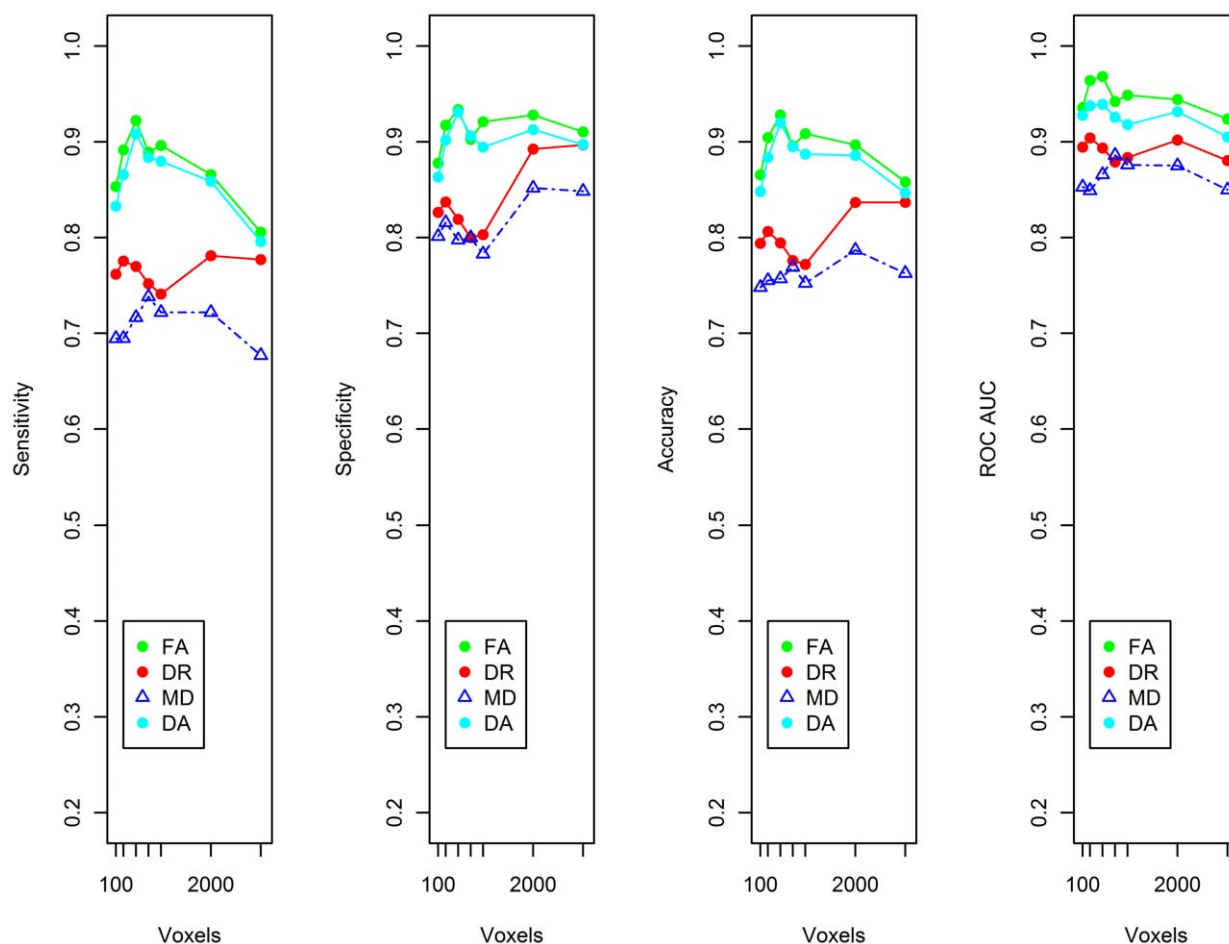 Sensitivity
1.0
0.9
0.8
0.7
0.6
0.5
0.4
0.3
0.2
FA
DR
MD
DA
100
2000
Voxels
Specificity
1.0
0.9
0.8
0.7
0.6
0.5
0.4
0.3
0.2
FA
DR
MD
DA
100
2000
Voxels
Accuracy
1.0
0.9
0.8
0.7
0.6
0.5
0.4
0.3
0.2
FA
DR
MD
DA
100
2000
Voxels
ROC AUC
1.0
0.9
0.8
0.7
0.6
0.5
0.4
0.3
0.2
FA
DR
MD
DA
100
2000
Voxels